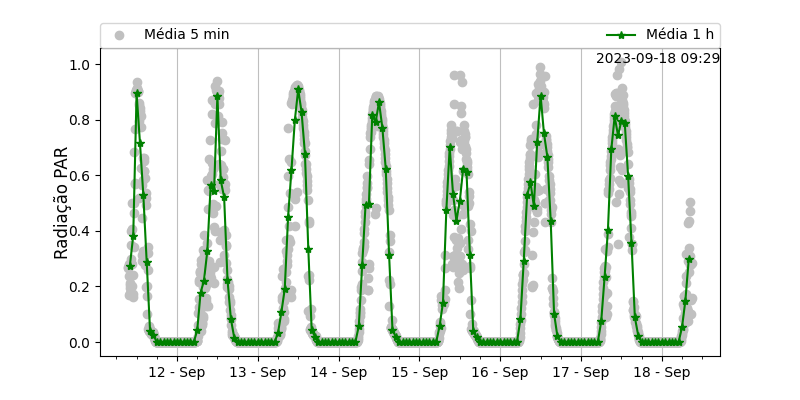 Média 5 min
Média 1 h
2023-09-18 09:29
Radiação PAR
1.0
0.8
0.6
0.4
0.2
0.0
12 - Sep
13 - Sep
14 - Sep
15 - Sep
16 - Sep
17 - Sep
18 - Sep